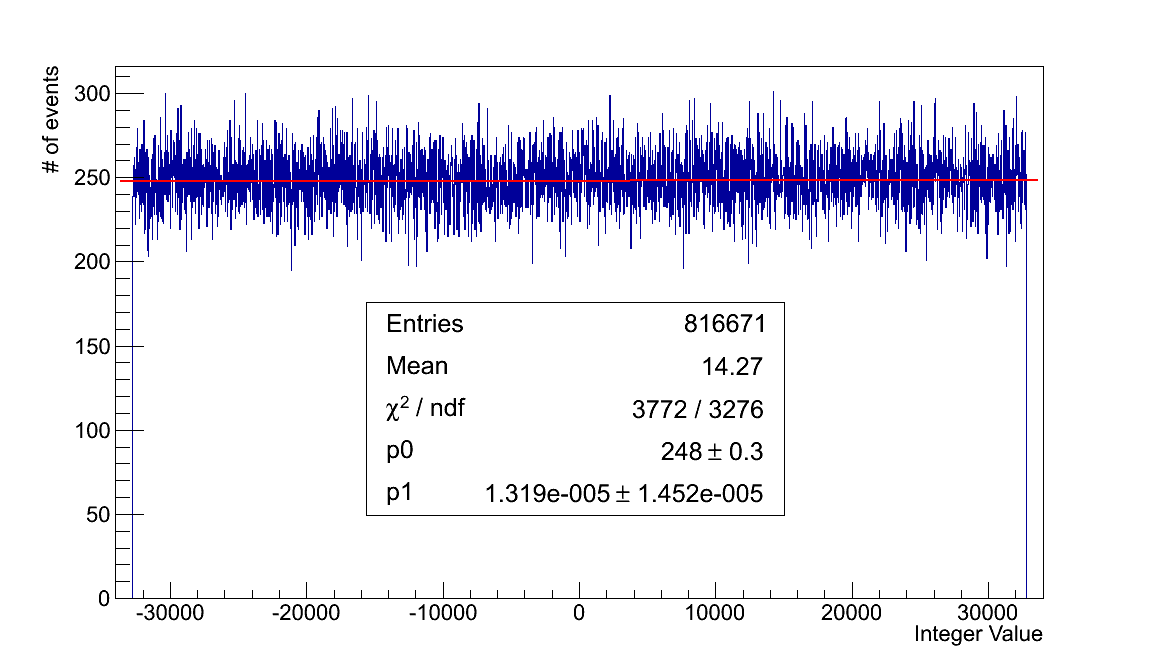 # of events
300
250
200
150
100
50
0
Entries 816671
Mean 14.27
χ² / ndf 3772 / 3276
p0 248 ± 0.3
p1 1.319e-005 ± 1.452e-005
-30000 -20000 -10000 0 10000 20000 30000
Integer Value